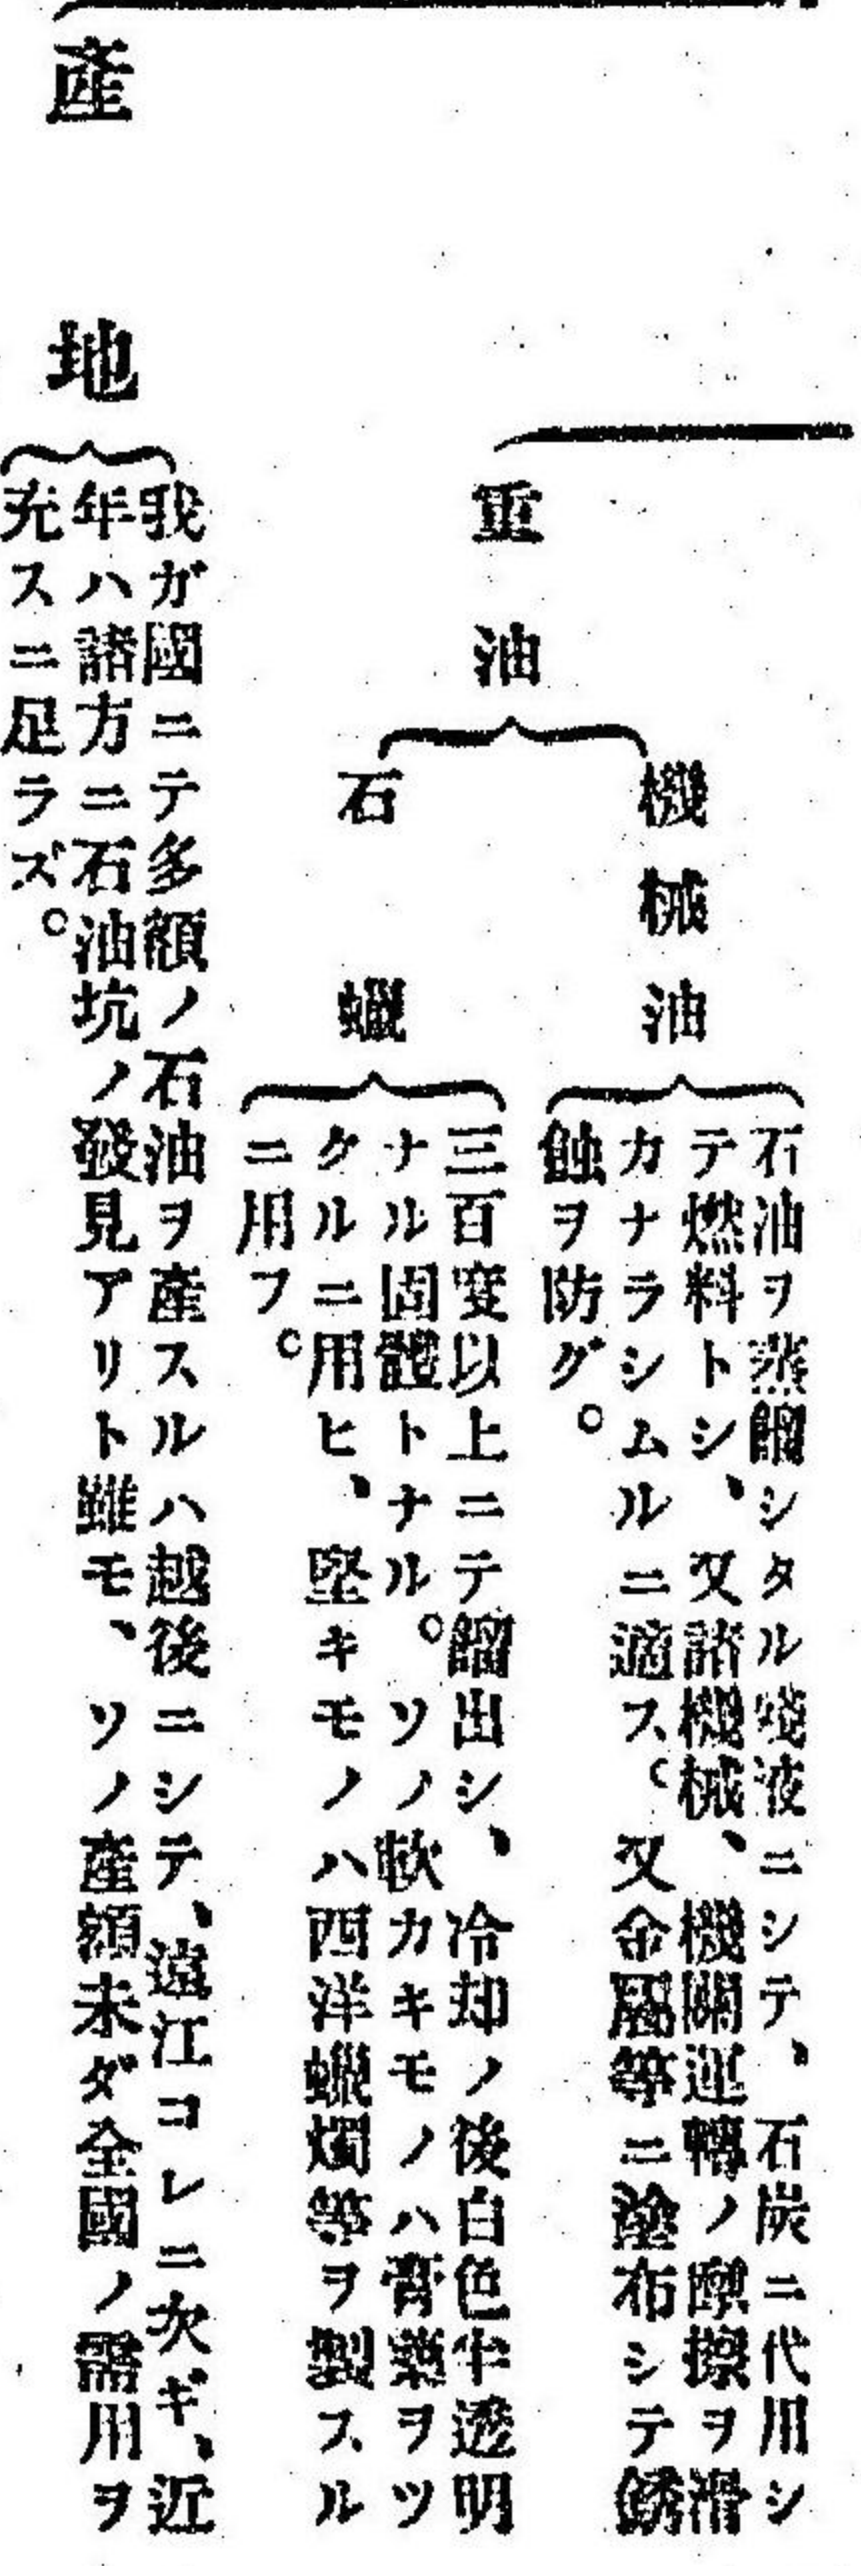 重油
機械油
石油ヲ蒸餾シタル殘液ニシテ、石炭ニ代用シ
テ燃料トシ、又諸機械、機關運轉ノ摩擦ヲ滑
カナラシムルニ適ス。又金屬等ニ塗布シテ銹
蝕ヲ防グ。
石蠟
三百度以上ニテ餾出シ、冷却ノ後白色半透明
ナル固體トナル。ソノ軟カキモノハ膏藥ヲツ
クルニ用ヒ、堅キモノハ西洋蠟燭等ヲ製スル
ニ用フ。
產地
我ガ國ニテ多額ノ石油ヲ產スルハ越後ニシテ、遠江コレニ次ギ、近
年ハ諸方ニ石油坑ノ發見アリト雖モ、ソノ產額未ダ全國ノ需用ヲ
充スニ足ラズ。